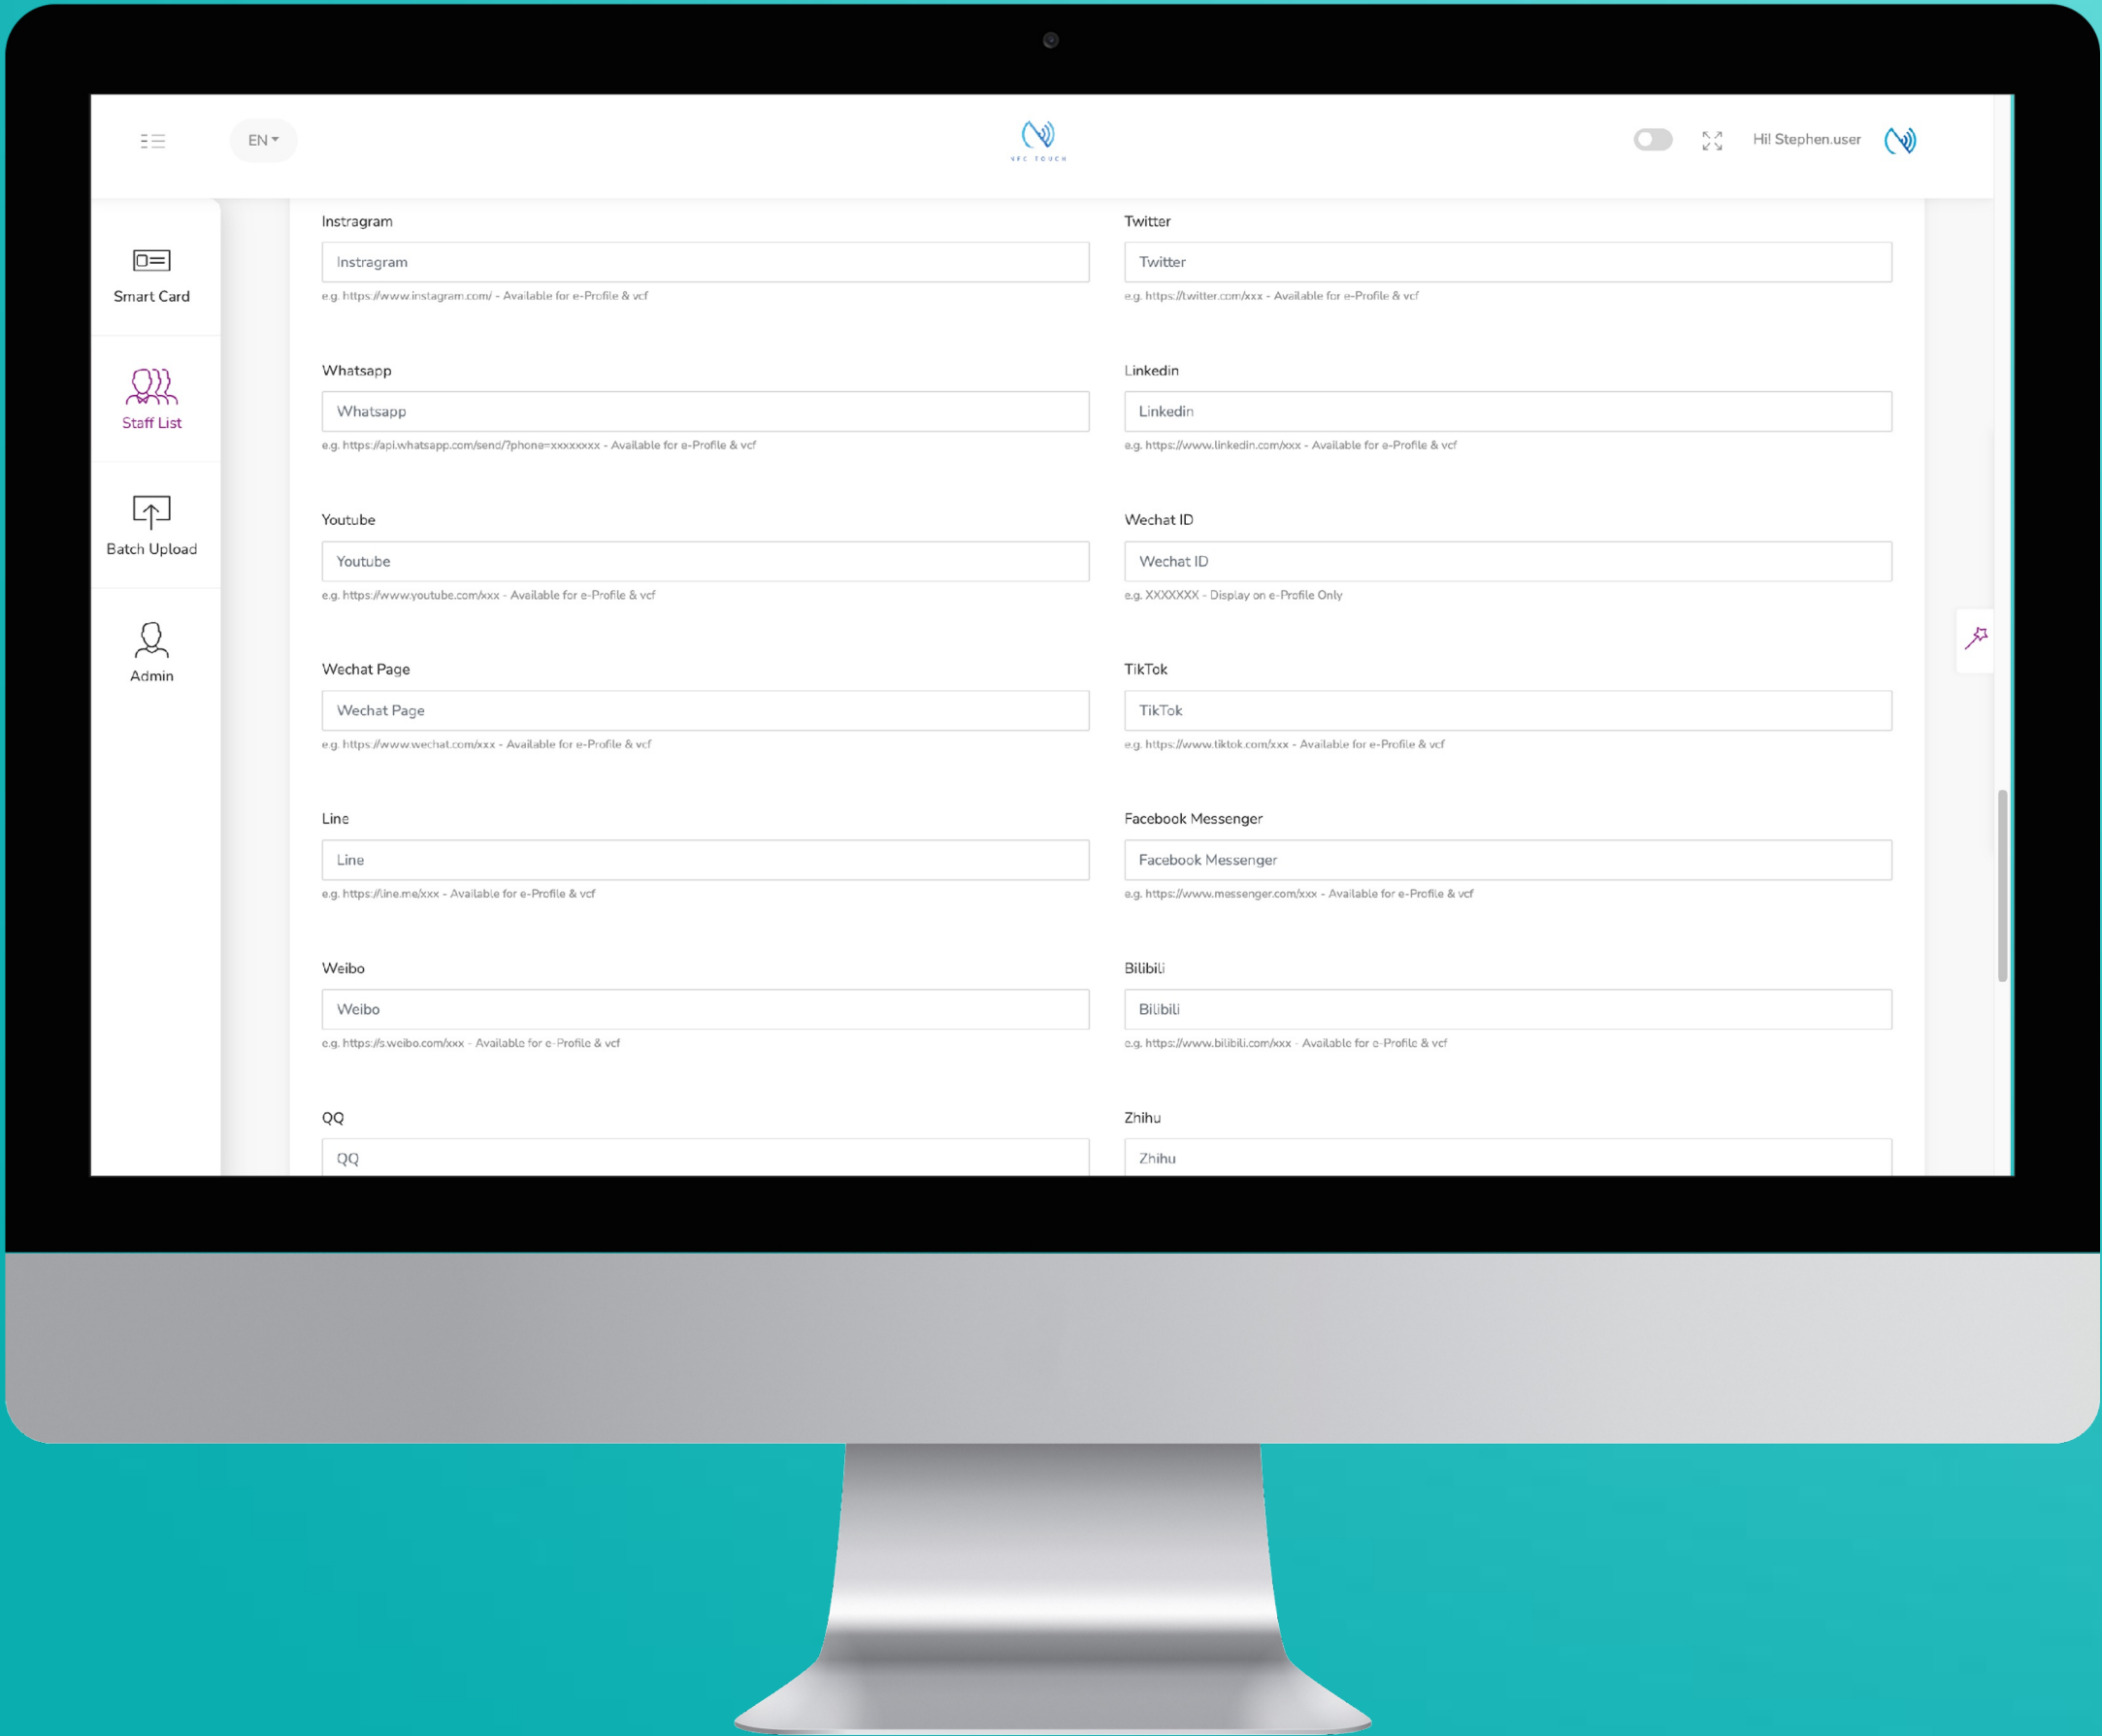 EN
NFC TOUCH
Hi! Stephen.user
Smart Card
Staff List
Batch Upload
Admin
Instragram
Twitter
Instragram
Twitter
e.g. https://www.instagram.com/ - Available for e-Profile & vcf
e.g. https://twitter.com/xxx - Available for e-Profile & vcf
Whatsapp
Linkedin
Whatsapp
Linkedin
e.g. https://api.whatsapp.com/send/?phone=xxxxxxxx - Available for e-Profile & vcf
e.g. https://www.linkedin.com/xxx - Available for e-Profile & vcf
Youtube
Wechat ID
Youtube
Wechat ID
e.g. https://www.youtube.com/xxx - Available for e-Profile & vcf
e.g. XXXXXXX - Display on e-Profile Only
Wechat Page
TikTok
Wechat Page
TikTok
e.g. https://www.wechat.com/xxx - Available for e-Profile & vcf
e.g. https://www.tiktok.com/xxx - Available for e-Profile & vcf
Line
Facebook Messenger
Line
Facebook Messenger
e.g. https://line.me/xxx - Available for e-Profile & vcf
e.g. https://www.messenger.com/xxx - Available for e-Profile & vcf
Weibo
Bilibili
Weibo
Bilibili
e.g. https://s.weibo.com/xxx - Available for e-Profile & vcf
e.g. https://www.bilibili.com/xxx - Available for e-Profile & vcf
QQ
Zhihu
QQ
Zhihu